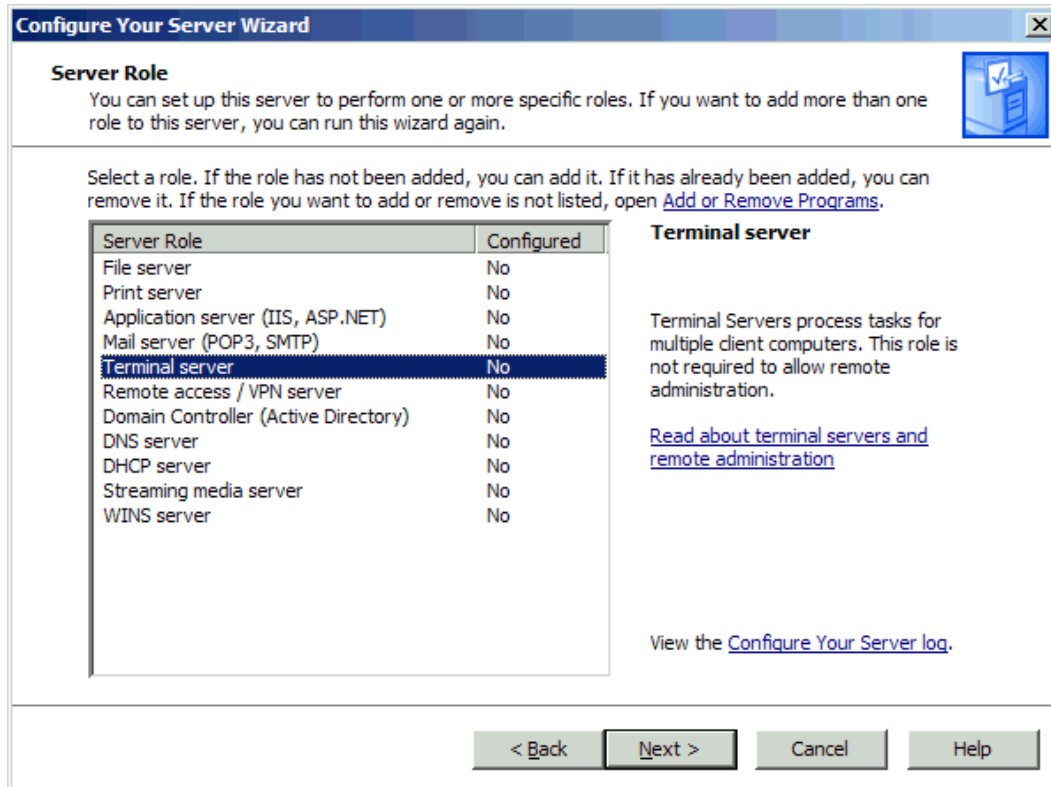 Configure Your Server Wizard
Server Role
You can set up this server to perform one or more specific roles. If you want to add more than one
role to this server, you can run this wizard again.
Select a role. If the role has not been added, you can add it. If it has already been added, you can
remove it. If the role you want to add or remove is not listed, open Add or Remove Programs.
Server Role Configured
File server No
Print server No
Application server (IIS, ASP.NET) No
Mail server (POP3, SMTP) No
Terminal server No
Remote access / VPN server No
Domain Controller (Active Directory) No
DNS server No
DHCP server No
Streaming media server No
WINS server No
Terminal server
Terminal Servers process tasks for
multiple client computers. This role is
not required to allow remote
administration.
Read about terminal servers and
remote administration
View the Configure Your Server log.
< Back Next > Cancel Help